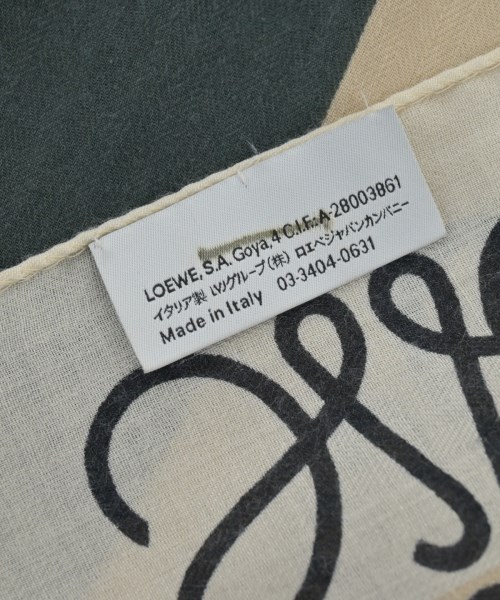 LOEWE, S.A. Goya, 4 C.I.F.: A-28003861
イタリア製 LVJグループ(株) ロエベジャパンカンパニー
Made in Italy 03-3404-0631